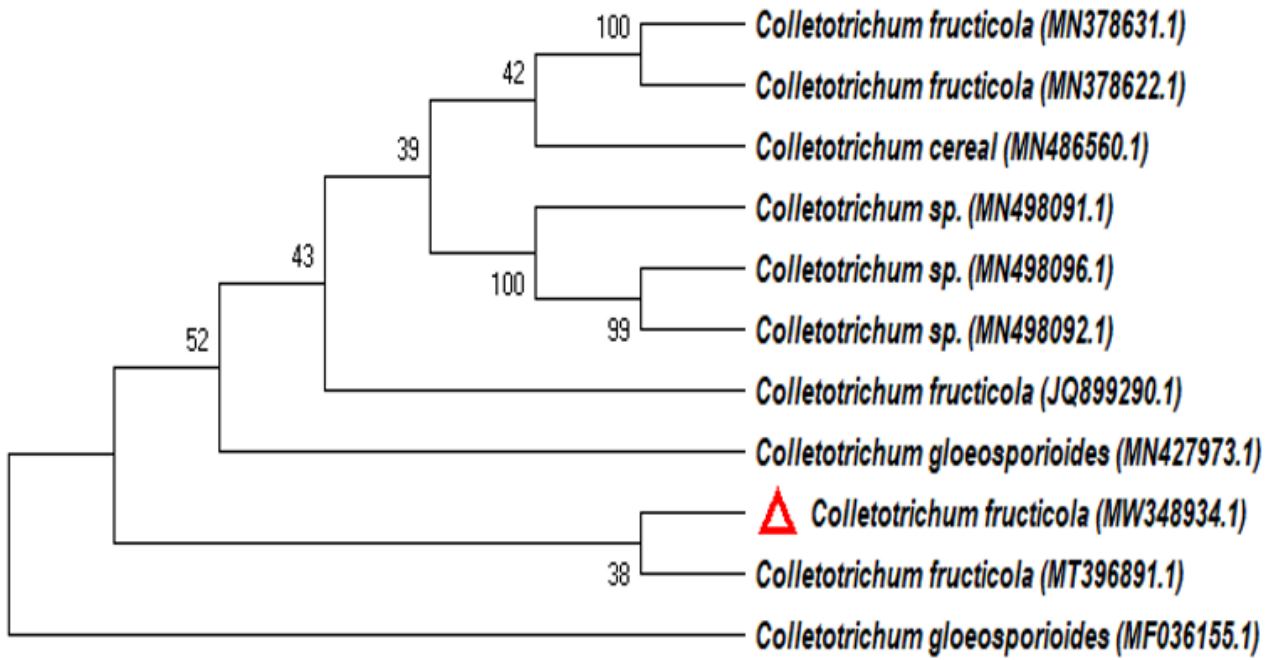 100
Colletotrichum fructicola (MN378631.1)
42
Colletotrichum fructicola (MN378622.1)
39
Colletotrichum cereal (MN486560.1)
Colletotrichum sp. (MN498091.1)
43
Colletotrichum sp. (MN498096.1)
100
Colletotrichum sp. (MN498092.1)
99
52
Colletotrichum fructicola (JQ899290.1)
Colletotrichum gloeosporioides (MN427973.1)
Colletotrichum fructicola (MW348934.1)
38
Colletotrichum fructicola (MT396891.1)
Colletotrichum gloeosporioides (MF036155.1)